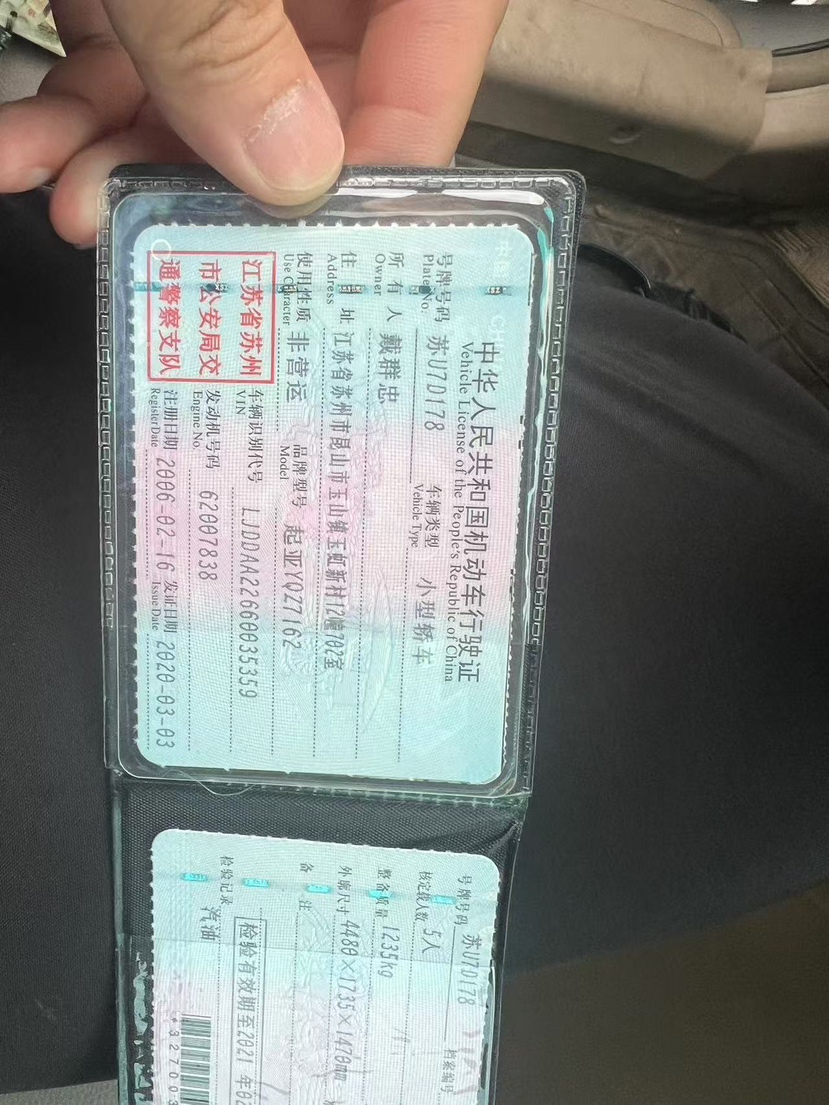 中华人民共和国机动车行驶证
Vehicle License of the People's Republic of China
号牌号码 苏U7D178 车辆类型 小型轿车
Plate No. Vehicle Type
所有人 戴群忠
Owner
住址 江苏省苏州市昆山市玉山镇玉虹新村12幢702室
Address
使用性质 非营运 品牌型号 起亚YQZ7162
Use Character Model
江苏省苏州
市公安局交
通警察支队
车辆识别代号 LJDDAA22660035359
VIN
发动机号码 62007838
Engine No.
注册日期 2006-02-16 发证日期 2020-03-03
Register Date Issue Date
号牌号码 苏U7D178 档案编号
核定载人数 5人
整备质量 1235kg
外廓尺寸 4480×1735×1470mm
备注
检验有效期至2021年02
检验记录 汽油